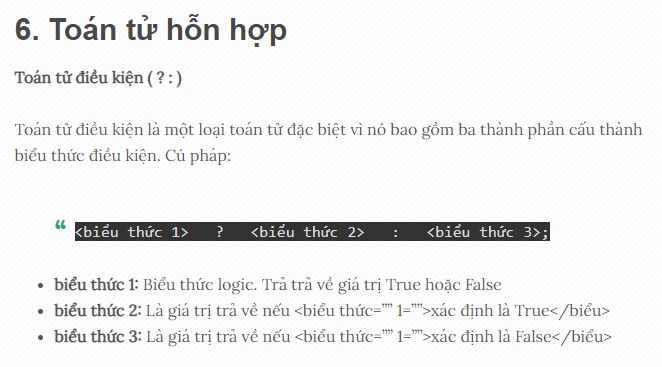 6. Toán tử hỗn hợp
Toán tử điều kiện ( ? : )
Toán tử điều kiện là một loại toán tử đặc biệt vì nó bao gồm ba thành phần cấu thành
biểu thức điều kiện. Cú pháp:
“ <biểu thức 1> ? <biểu thức 2> : <biểu thức 3>;
• biểu thức 1: Biểu thức logic. Trả trả về giá trị True hoặc False
• biểu thức 2: Là giá trị trả về nếu <biểu thức=”” 1=””>xác định là True</biểu>
• biểu thức 3: Là giá trị trả về nếu <biểu thức=”” 1=””>xác định là False</biểu>